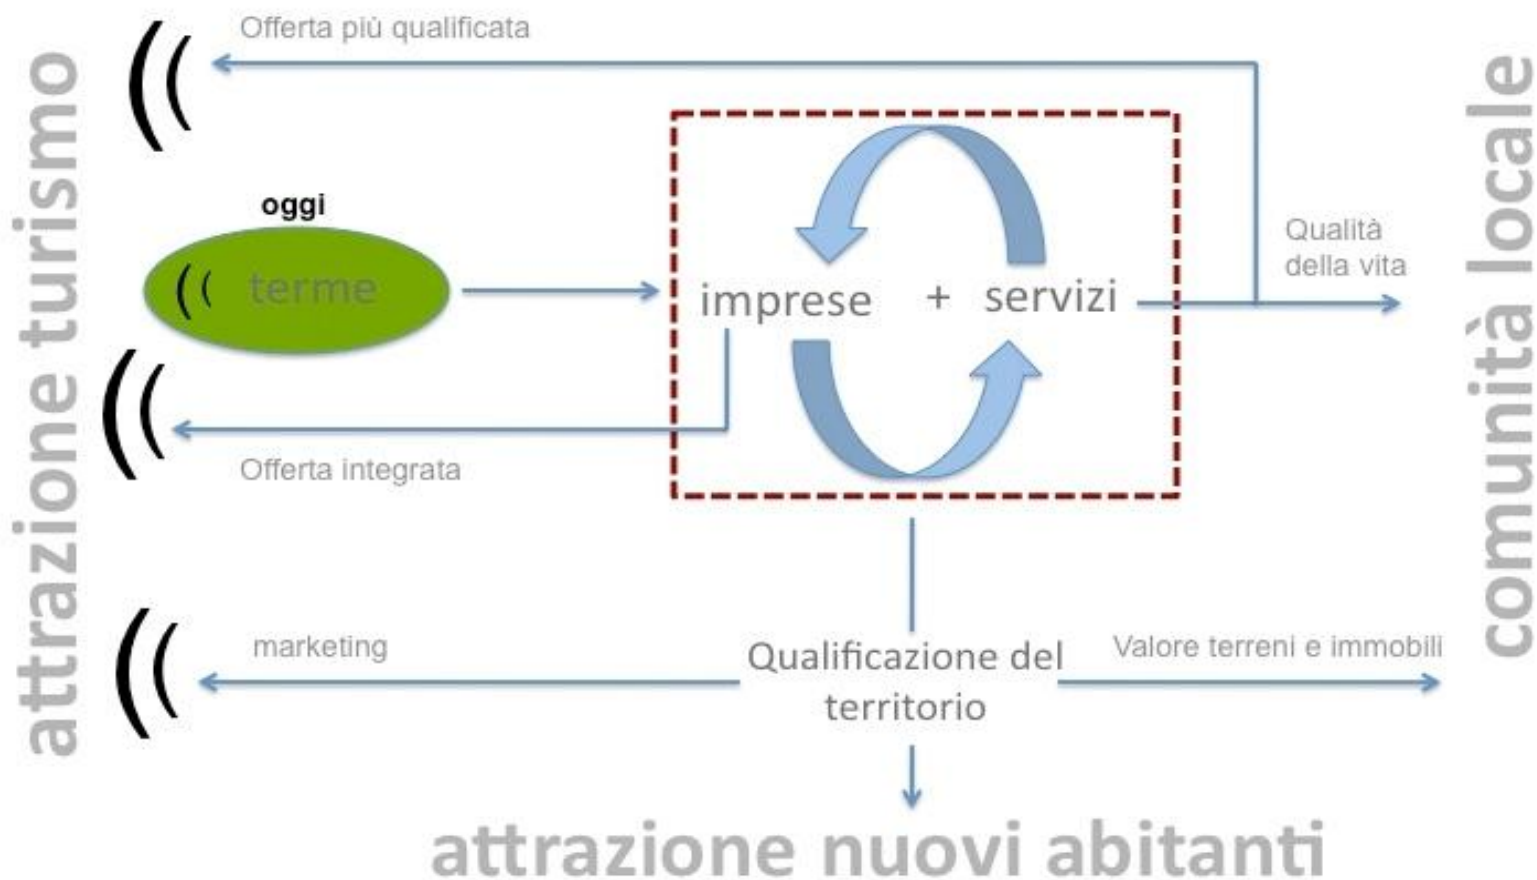 Offerta più qualificata
attrazione turismo
comunità locale
oggi
terme
imprese + servizi
Qualità
della vita
Offerta integrata
marketing
Qualificazione del
territorio
Valore terreni e immobili
attrazione nuovi abitanti